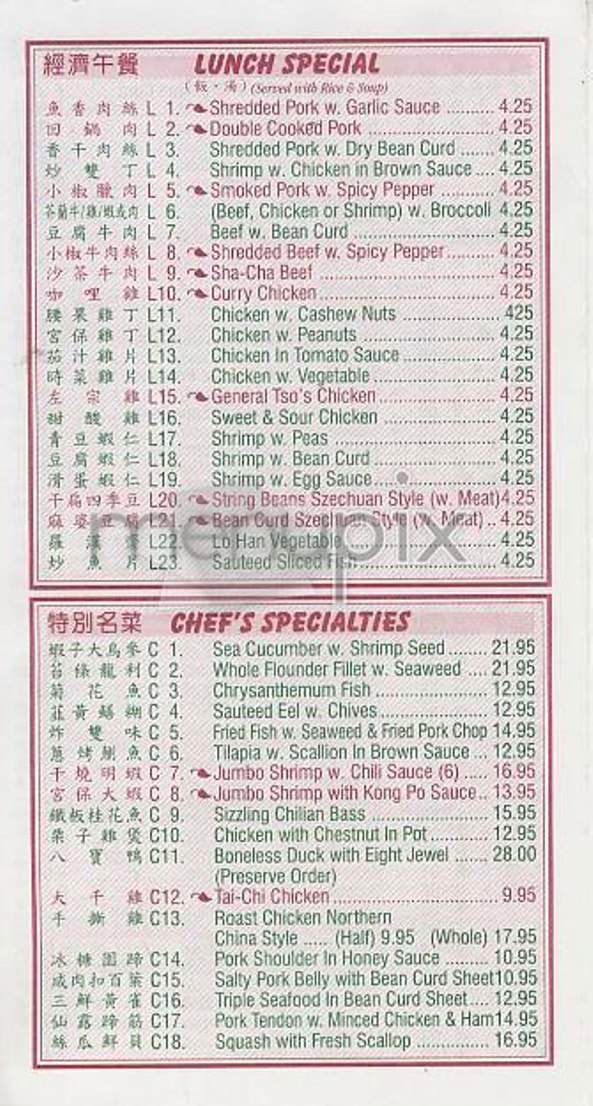 經濟午餐 LUNCH SPECIAL
(飯·湯) (Served with Rice & Soup)
魚香肉絲 L 1. Shredded Pork w. Garlic Sauce .......... 4.25
回鍋肉 L 2. Double Cooked Pork .......... 4.25
香干肉絲 L 3. Shredded Pork w. Dry Bean Curd ....... 4.25
炒雙丁 L 4. Shrimp w. Chicken in Brown Sauce .... 4.25
小椒臘肉 L 5. Smoked Pork w. Spicy Pepper .......... 4.25
芥蘭牛/雞/蝦或肉 L 6. (Beef, Chicken or Shrimp) w. Broccoli 4.25
豆腐牛肉 L 7. Beef w. Bean Curd .......... 4.25
小椒牛肉絲 L 8. Shredded Beef w. Spicy Pepper.......... 4.25
沙茶牛肉 L 9. Sha-Cha Beef .......... 4.25
咖哩雞 L10. Curry Chicken.......... 4.25
腰果雞丁 L11. Chicken w. Cashew Nuts .......... 425
宮保雞丁 L12. Chicken w. Peanuts .......... 4.25
茄汁雞片 L13. Chicken In Tomato Sauce .......... 4.25
時菜雞片 L14. Chicken w. Vegetable .......... 4.25
左宗雞 L15. General Tso's Chicken .......... 4.25
甜酸雞 L16. Sweet & Sour Chicken .......... 4.25
青豆蝦仁 L17. Shrimp w. Peas .......... 4.25
豆腐蝦仁 L18. Shrimp w. Bean Curd .......... 4.25
滑蛋蝦仁 L19. Shrimp w. Egg Sauce.......... 4.25
干扁四季豆 L20. String Beans Szechuan Style (w. Meat)4.25
麻婆豆腐 L21. Bean Curd Szechuan Style (w. Meat) .. 4.25
羅漢齋 L22. Lo Han Vegetable .......... 4.25
炒魚片 L23. Sauteed Sliced Fish .......... 4.25
menupix
特別名菜 CHEF'S SPECIALTIES
蝦子大烏參 C 1. Sea Cucumber w. Shrimp Seed ........ 21.95
苔條龍利 C 2. Whole Flounder Fillet w. Seaweed .... 21.95
菊花魚 C 3. Chrysanthemum Fish .......... 12.95
韮黃鱔糊 C 4. Sauteed Eel w. Chives.......... 12.95
炸雙味 C 5. Fried Fish w. Seaweed & Fried Pork Chop 14.95
蔥烤鯽魚 C 6. Tilapia w. Scallion In Brown Sauce ... 12.95
干燒明蝦 C 7. Jumbo Shrimp w. Chili Sauce (6) ..... 16.95
宮保大蝦 C 8. Jumbo Shrimp with Kong Po Sauce.. 13.95
鐵板桂花魚 C 9. Sizzling Chilian Bass .......... 15.95
栗子雞煲 C10. Chicken with Chestnut In Pot .......... 12.95
八寶鴨 C11. Boneless Duck with Eight Jewel ....... 28.00
(Preserve Order)
大千雞 C12. Tai-Chi Chicken .......... 9.95
手撕雞 C13. Roast Chicken Northern
China Style ..... (Half) 9.95 (Whole) 17.95
冰糖圓蹄 C14. Pork Shoulder In Honey Sauce ......... 10.95
咸肉扣百葉 C15. Salty Pork Belly with Bean Curd Sheet10.95
三鮮黃雀 C16. Triple Seafood In Bean Curd Sheet.... 12.95
仙露蹄筋 C17. Pork Tendon w. Minced Chicken & Ham14.95
絲瓜鮮貝 C18. Squash with Fresh Scallop .......... 16.95